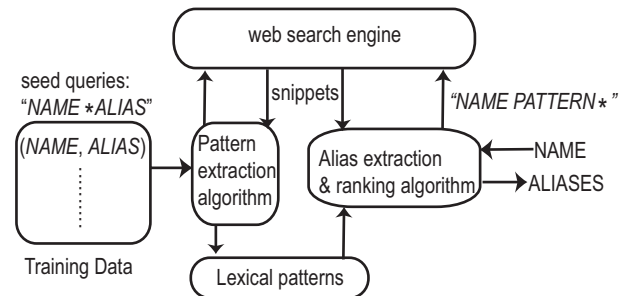 web search engine
seed queries:
“NAME *ALIAS”
snippets
“NAME PATTERN* ”
(NAME, ALIAS)
Pattern
extraction
algorithm
Alias extraction
& ranking algorithm
NAME
ALIASES
Training Data
Lexical patterns